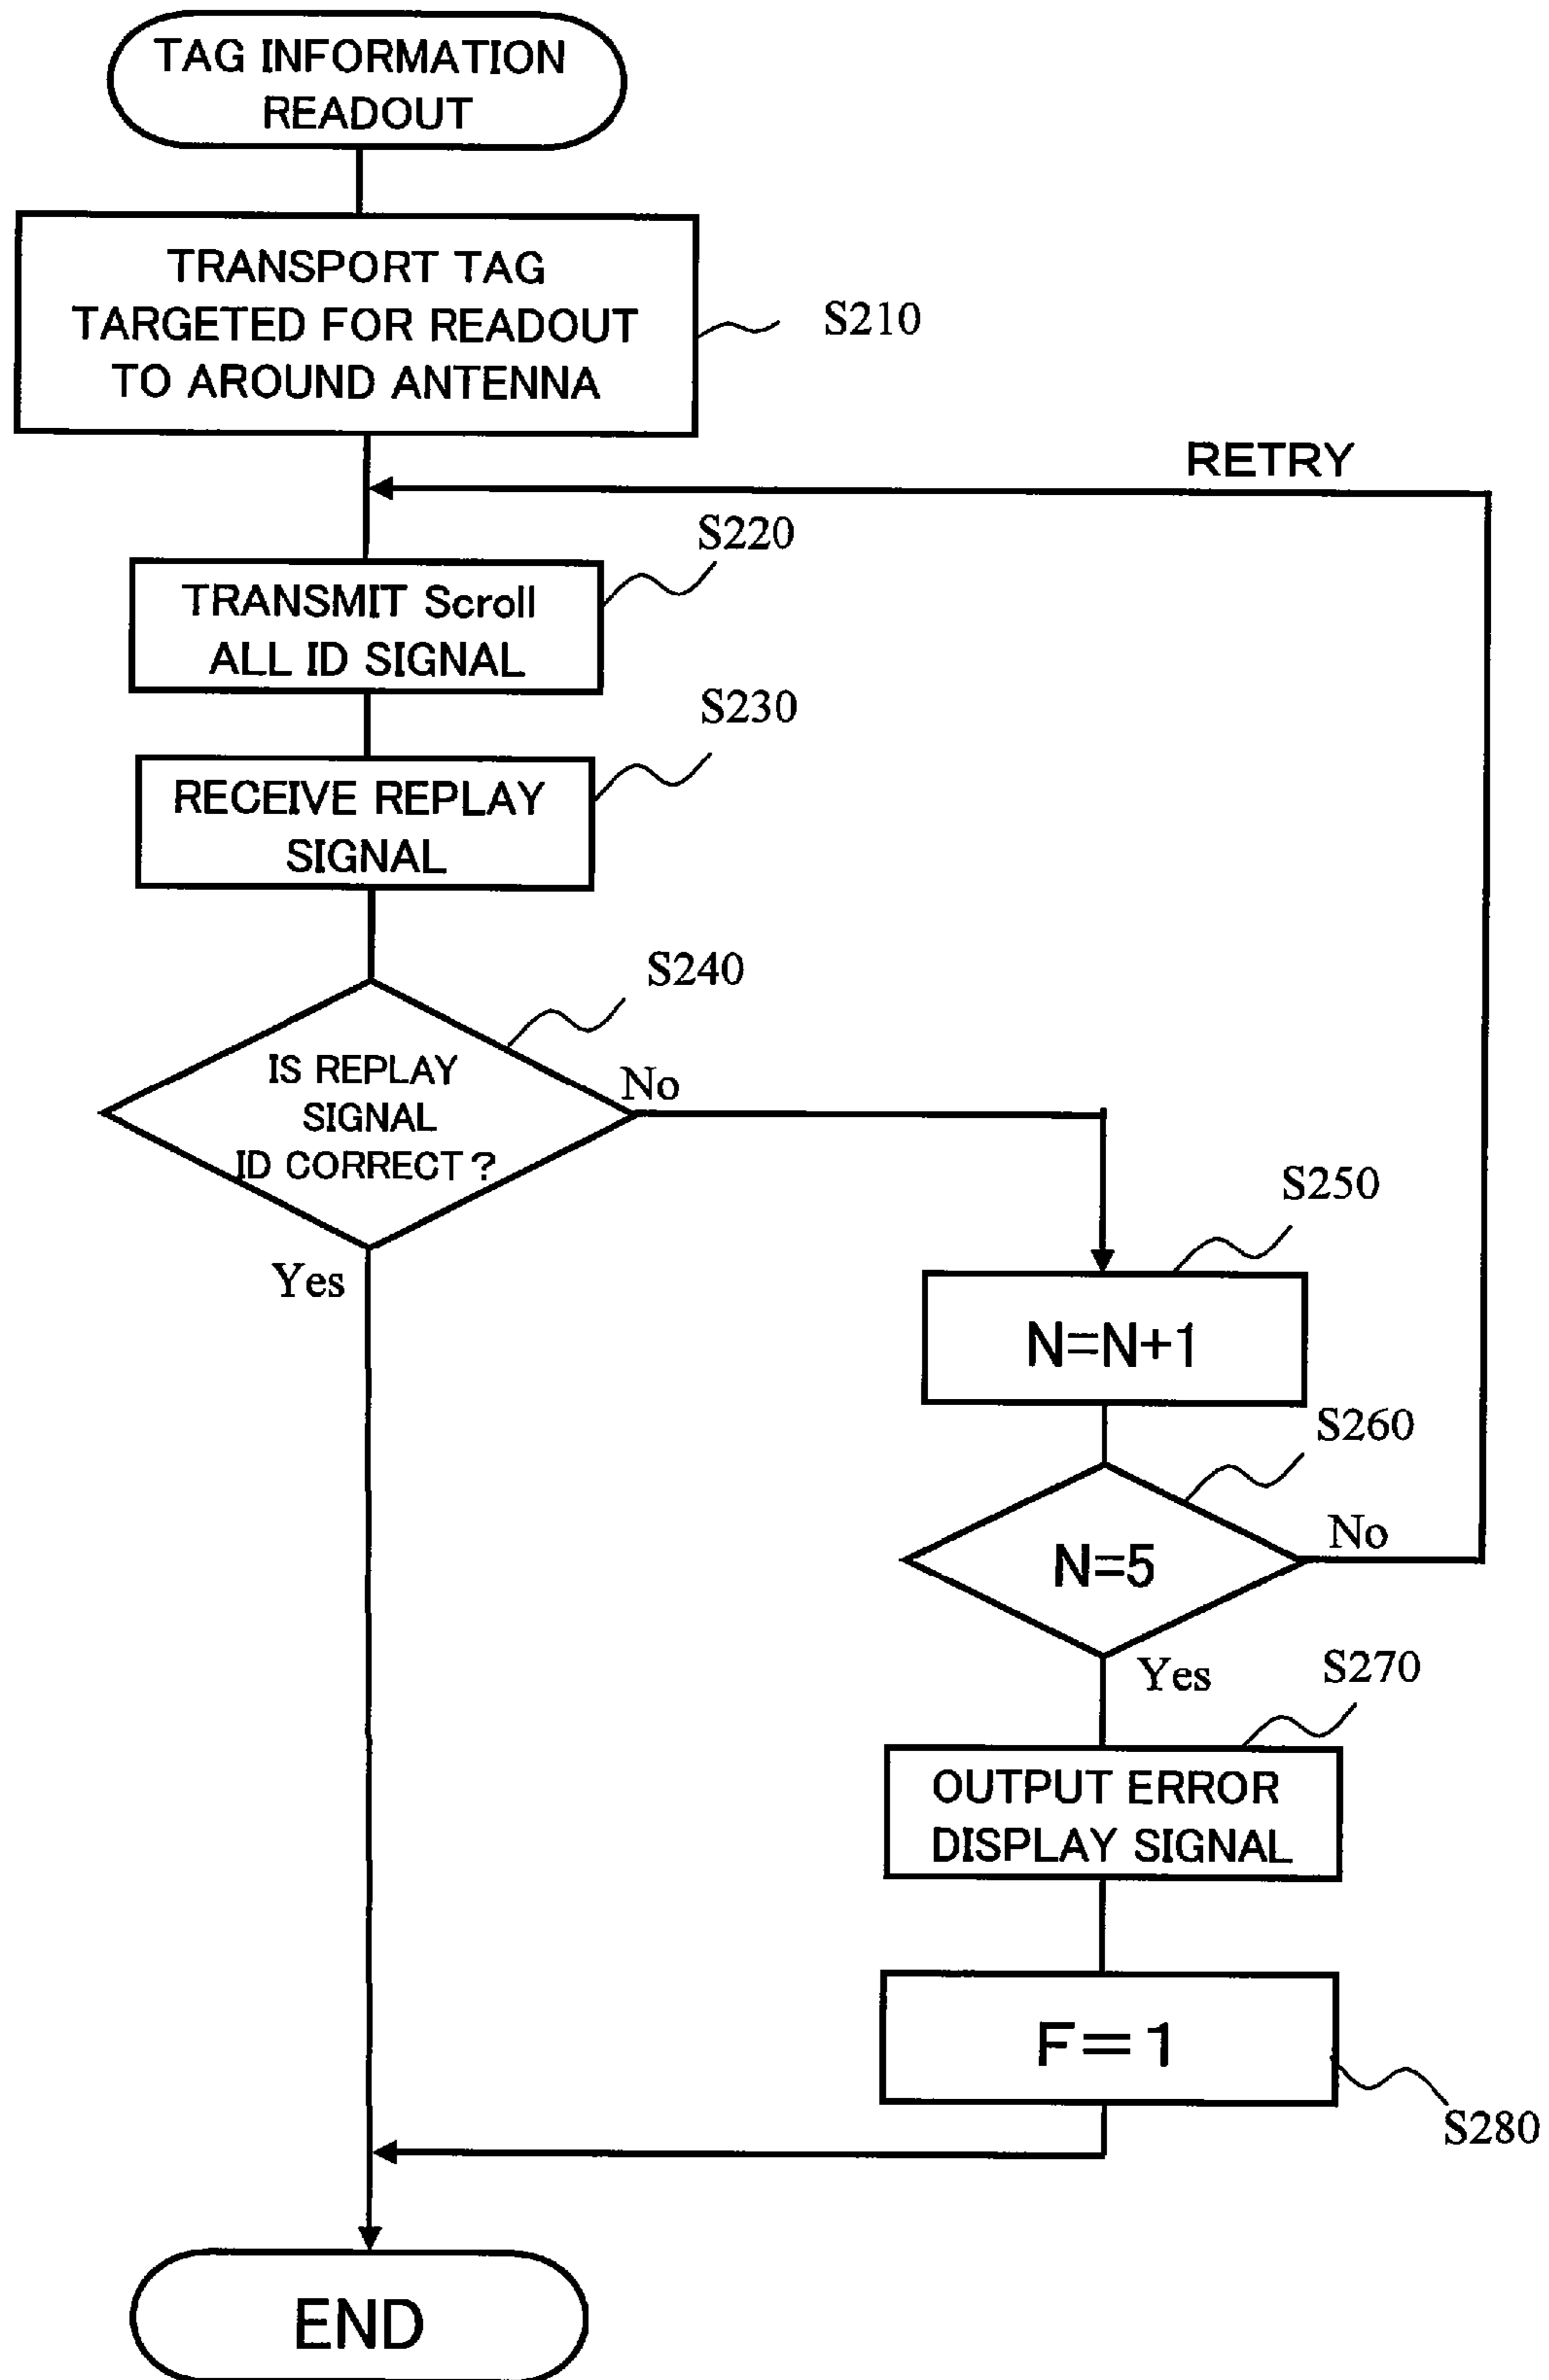 TAG INFORMATION
READOUT
TRANSPORT TAG
TARGETED FOR READOUT
TO AROUND ANTENNA
S210
RETRY
S220
TRANSMIT Scroll
ALL ID SIGNAL
S230
RECEIVE REPLAY
SIGNAL
S240
IS REPLAY
SIGNAL
ID CORRECT?
No
Yes
S250
N=N+1
S260
N=5
No
Yes
S270
OUTPUT ERROR
DISPLAY SIGNAL
F=1
S280
END